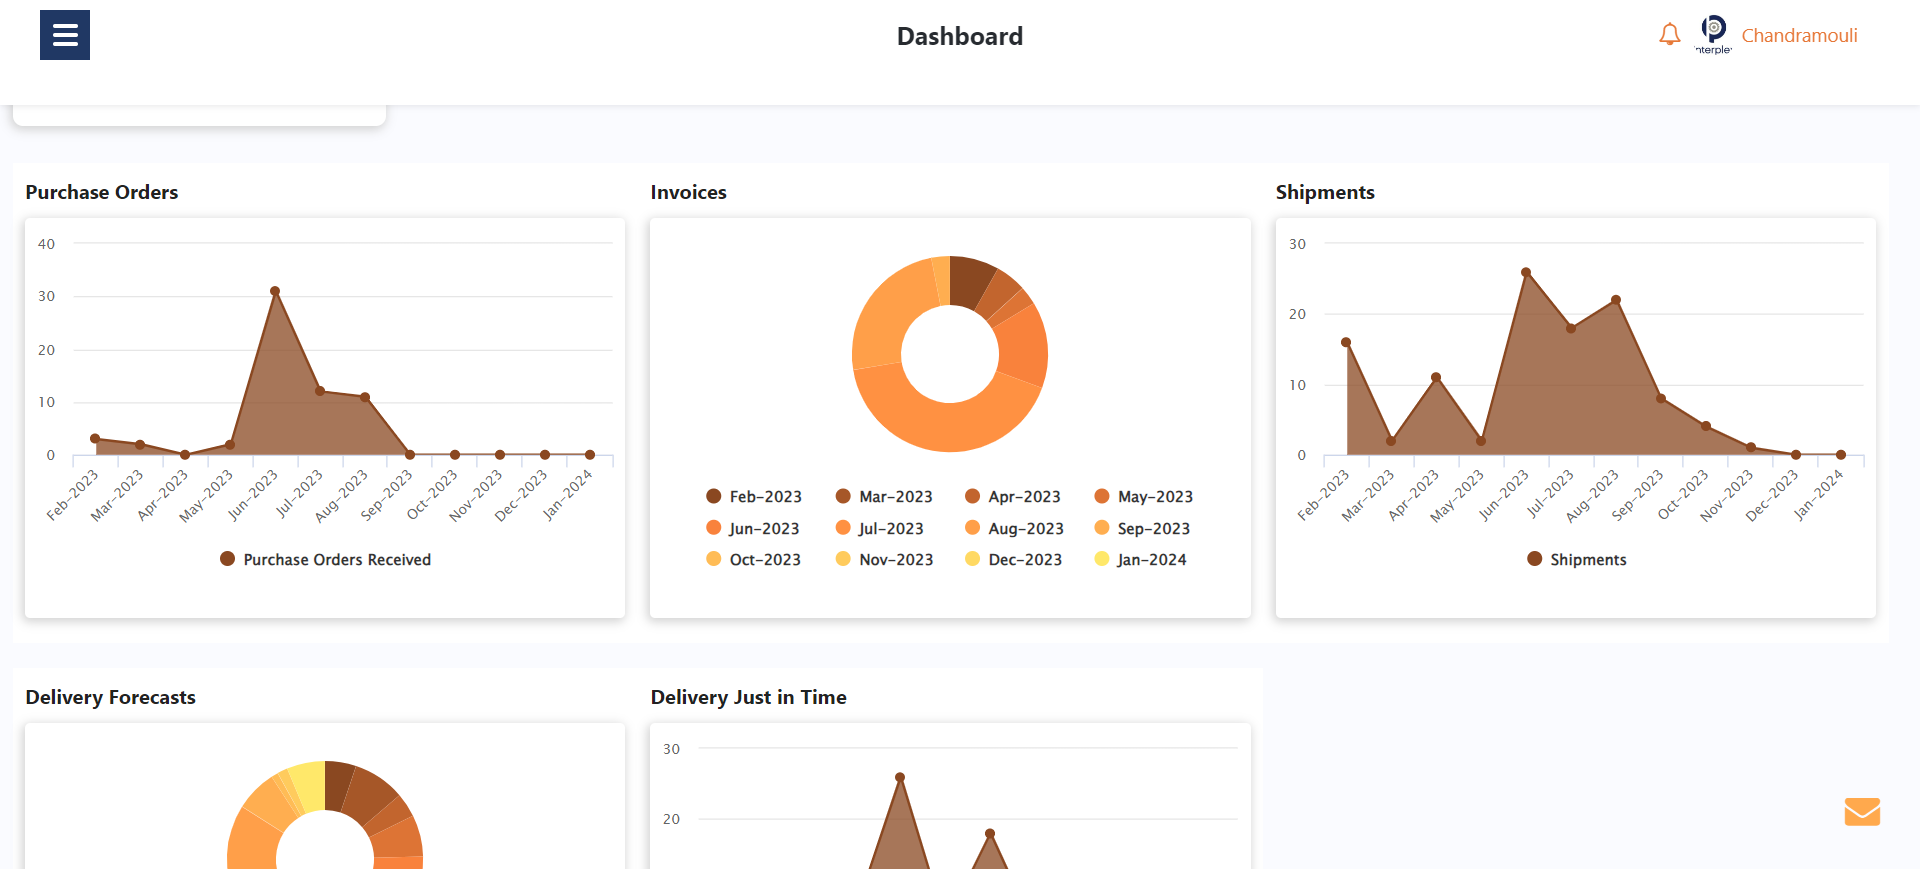 Dashboard
nterple
Chandramouli
Purchase Orders
40
30
20
10
0
Feb-2023
Mar-2023
Apr-2023
May-2023
Jun-2023
Jul-2023
Aug-2023
Sep-2023
Oct-2023
Nov-2023
Dec-2023
Jan-2024
Purchase Orders Received
Invoices
Feb-2023 Mar-2023 Apr-2023 May-2023
Jun-2023 Jul-2023 Aug-2023 Sep-2023
Oct-2023 Nov-2023 Dec-2023 Jan-2024
Shipments
30
20
10
0
Feb-2023
Mar-2023
Apr-2023
May-2023
Jun-2023
Jul-2023
Aug-2023
Sep-2023
Oct-2023
Nov-2023
Dec-2023
Jan-2024
Shipments
Delivery Forecasts
Delivery Just in Time
30
20